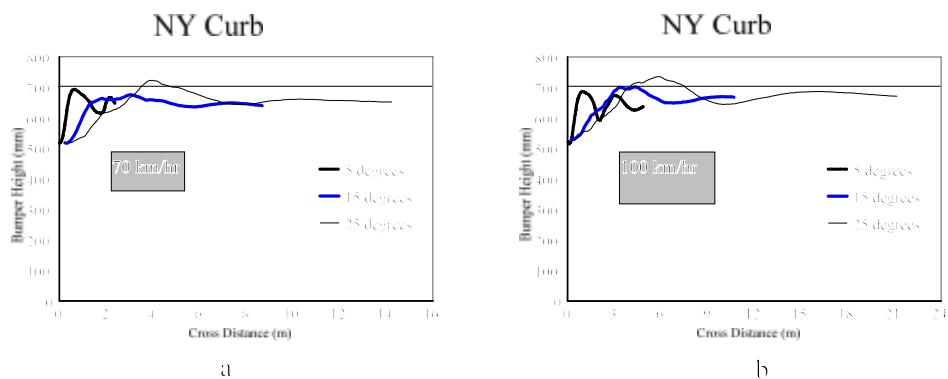 NY Curb
800
700
600
500
400
300
200
100
0
Bumper Height (mm)
70 km/hr
5 degrees
15 degrees
25 degrees
0 2 4 6 8 10 12 14 16
Cross Distance (m)
a
NY Curb
800
700
600
500
400
300
200
100
0
Bumper Height (mm)
100 km/hr
5 degrees
15 degrees
25 degrees
0 3 6 9 12 15 18 21 24
Cross Distance (m)
b